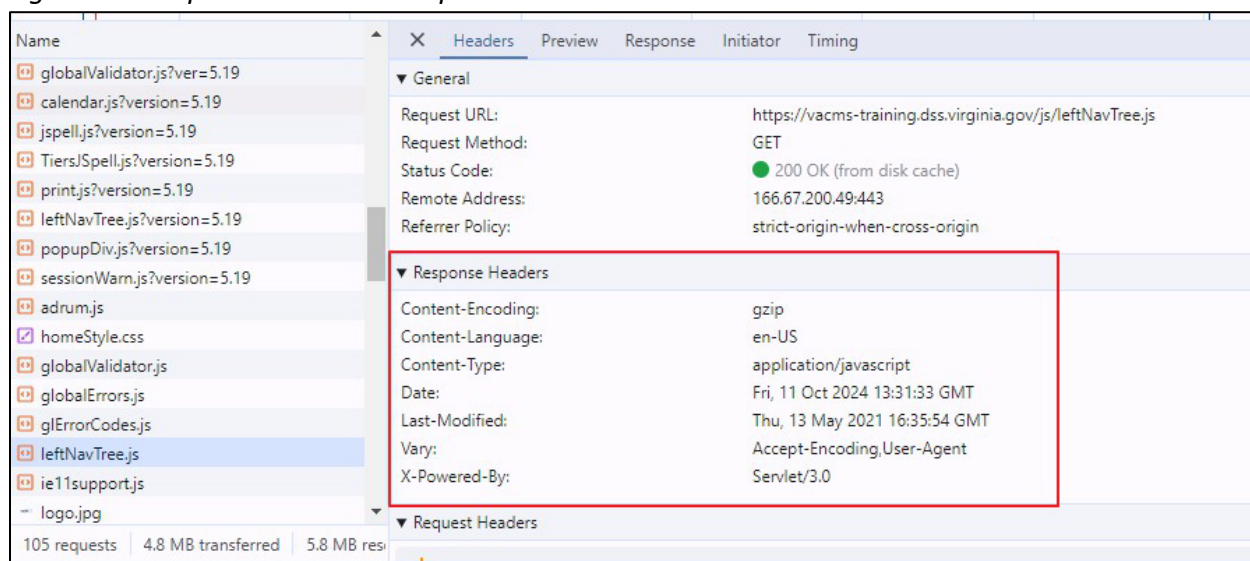 Name
globalValidator.js?ver=5.19
calendar.js?version=5.19
jspell.js?version=5.19
TiersJSpell.js?version=5.19
print.js?version=5.19
leftNavTree.js?version=5.19
popupDiv.js?version=5.19
sessionWarn.js?version=5.19
adrum.js
homeStyle.css
globalValidator.js
globalErrors.js
glErrorCodes.js
leftNavTree.js
ie11support.js
logo.jpg
105 requests 4.8 MB transferred 5.8 MB
Headers Preview Response Initiator Timing
General
Request URL: https://vacms-training.dss.virginia.gov/js/leftNavTree.js
Request Method: GET
Status Code: 200 OK (from disk cache)
Remote Address: 166.67.200.49:443
Referrer Policy: strict-origin-when-cross-origin
Response Headers
Content-Encoding: gzip
Content-Language: en-US
Content-Type: application/javascript
Date: Fri, 11 Oct 2024 13:31:33 GMT
Last-Modified: Thu, 13 May 2021 16:35:54 GMT
Vary: Accept-Encoding,User-Agent
X-Powered-By: Servlet/3.0
Request Headers